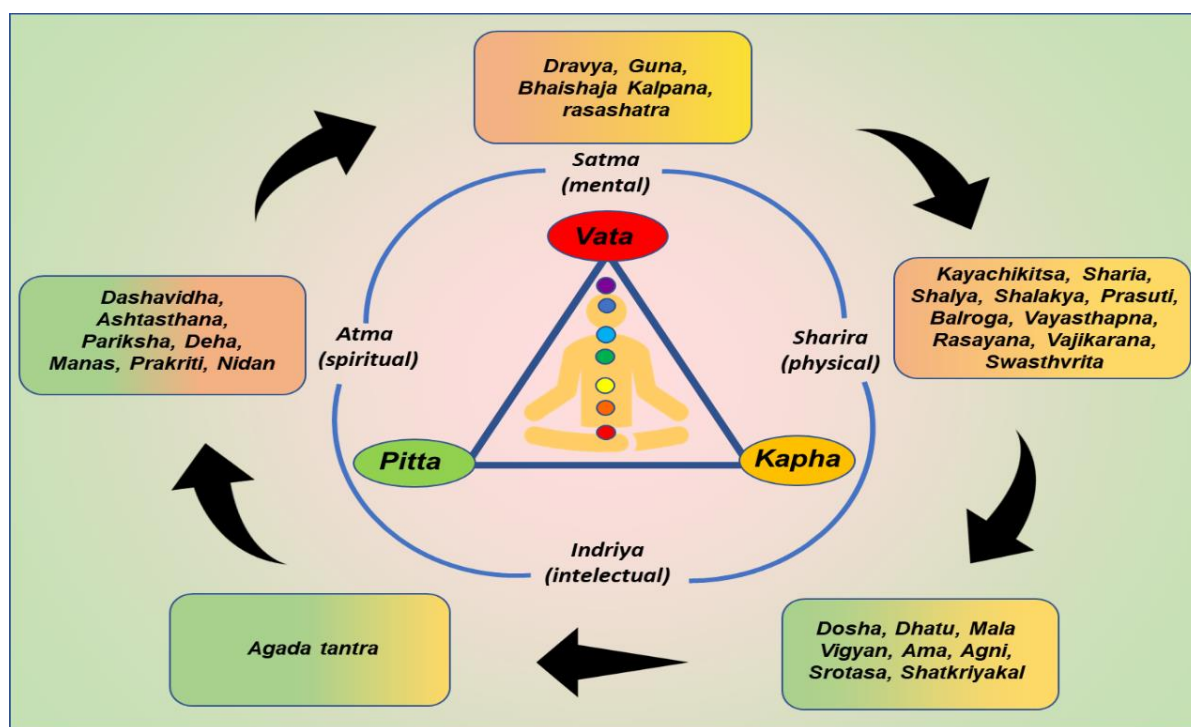 Dravya, Guna,
Bhaishaja Kalpana,
rasashatra
Satma
(mental)
Vata
Kayachikitsa, Sharia,
Shalya, Shalakya, Prasuti,
Balroga, Vayasthapna,
Rasayana, Vajikarana,
Swasthvrita
Dashavidha,
Ashtasthana,
Pariksha, Deha,
Manas, Prakriti, Nidan
Atma
(spiritual)
Sharira
(physical)
Pitta
Kapha
Indriya
(intelectual)
Agada tantra
Dosha, Dhatu, Mala
Vigyan, Ama, Agni,
Srotasa, Shatkriyakal